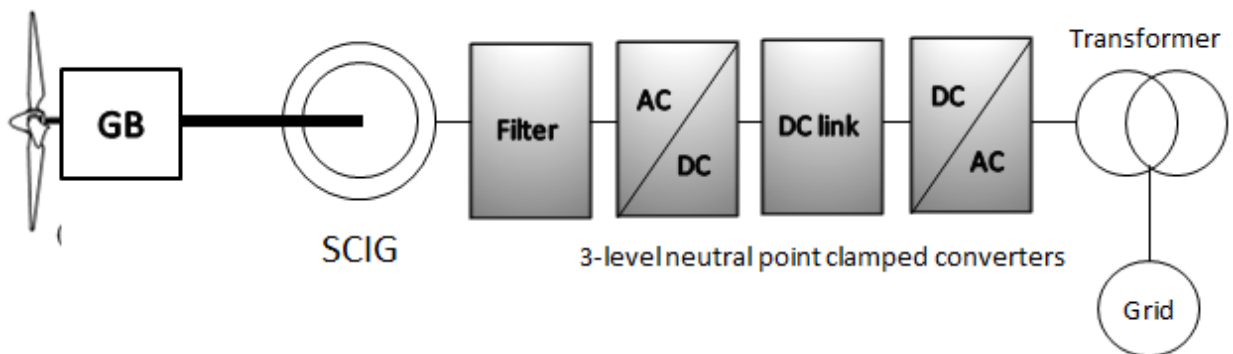 Transformer
GB
Filter
AC
DC
DC link
DC
AC
SCIG
3-level neutral point clamped converters
Grid